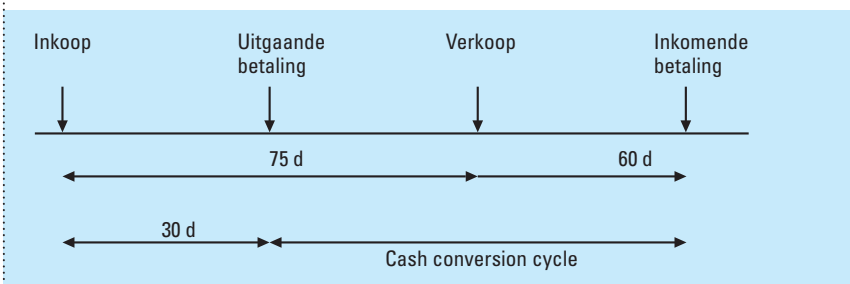 Inkoop
Uitgaande
betaling
Verkoop
Inkomende
betaling
75 d
60 d
30 d
Cash conversion cycle